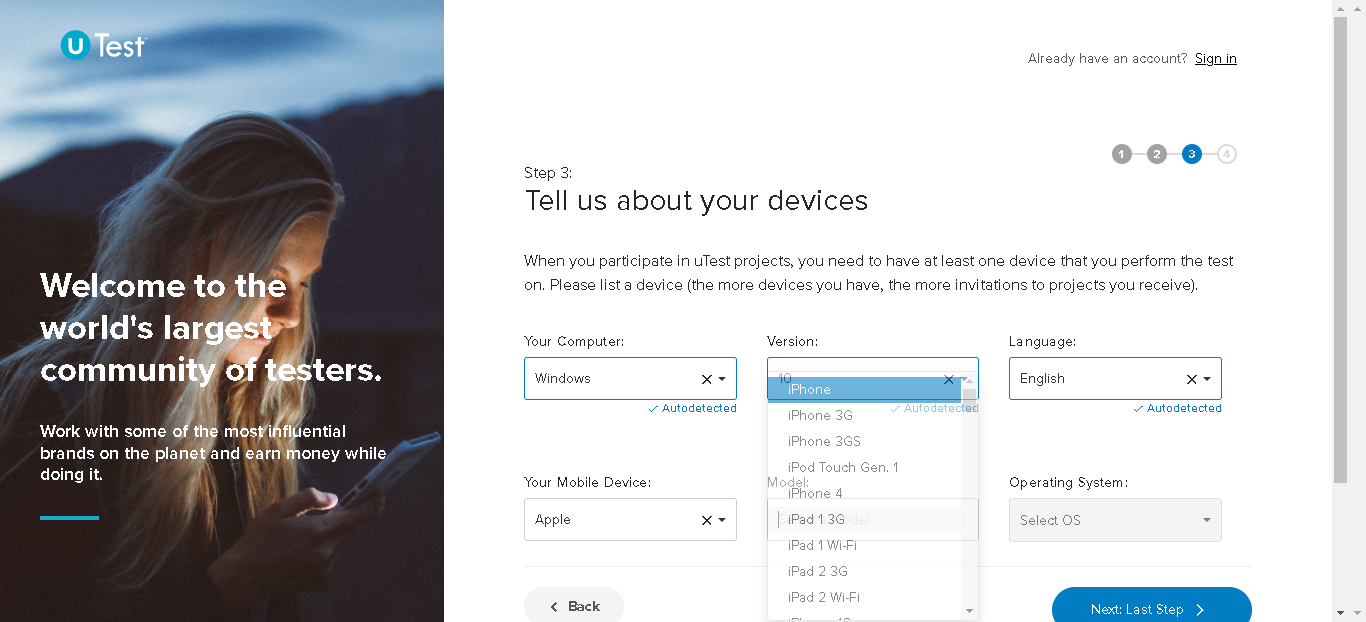 U Test
Already have an account? Sign in
1 2 3 4
Step 3:
Tell us about your devices
When you participate in uTest projects, you need to have at least one device that you perform the test
on. Please list a device (the more devices you have, the more invitations to projects you receive).
Welcome to the
world's largest
community of testers.
Work with some of the most influential
brands on the planet and earn money while
doing it.
Your Computer:
Windows
Autodetected
Version:
10
Autodetected
Language:
English
Autodetected
Your Mobile Device:
Apple
Model:
iPhone
iPhone 3G
iPhone 3GS
iPod Touch Gen. 1
iPhone 4
iPad 1 3G
iPad 1 Wi-Fi
iPad 2 3G
iPad 2 Wi-Fi
Operating System:
Select OS
Back
Next: Last Step